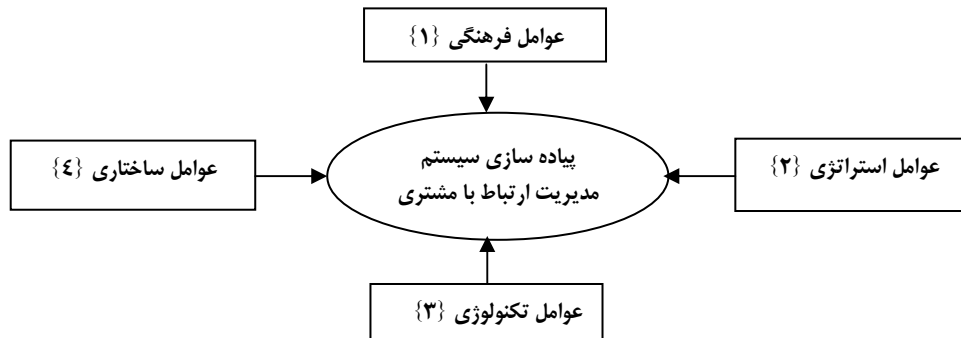 عوامل فرهنگی {۱}
پیاده سازی سیستم
مدیریت ارتباط با مشتری
عوامل استراتژی {۲}
عوامل ساختاری {٤}
عوامل تکنولوژی {۳}